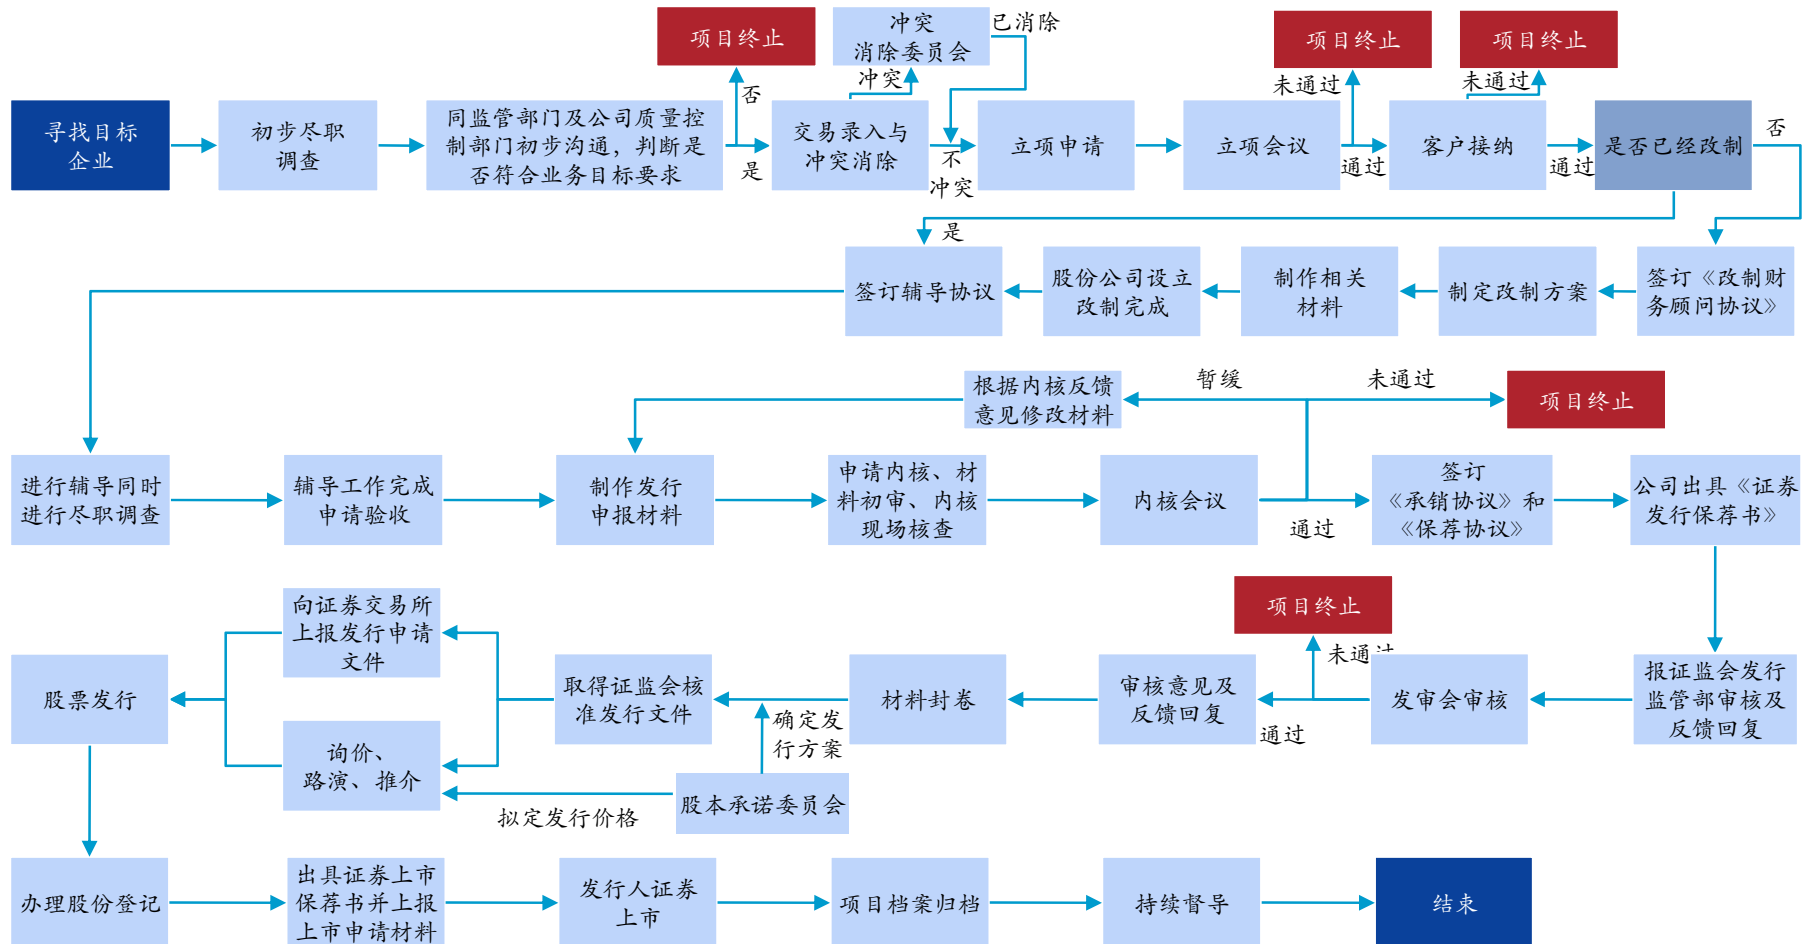 项目终止
冲突
消除委员会
已消除
项目终止
项目终止
冲突
未通过
未通过
否
否
寻找目标
企业
初步尽职
调查
同监管部门及公司质量控
制部门初步沟通，判断是
否符合业务目标要求
是
交易录入与
冲突消除
不
冲突
立项申请
立项会议
通过
客户接纳
通过
是否已经改制
是
签订辅导协议
股份公司设立
改制完成
制作相关
材料
制定改制方案
签订《改制财
务顾问协议》
根据内核反馈
意见修改材料
暂缓
未通过
项目终止
进行辅导同时
进行尽职调查
辅导工作完成
申请验收
制作发行
申报材料
申请内核、材
料初审、内核
现场核查
内核会议
通过
签订
《承销协议》和
《保荐协议》
公司出具《证券
发行保荐书》
项目终止
未通过
向证券交易所
上报发行申请
文件
股票发行
取得证监会核
准发行文件
材料封卷
审核意见及
反馈回复
通过
发审会审核
报证监会发行
监管部审核及
反馈回复
确定发
行方案
询价、
路演、推介
股本承诺委员会
拟定发行价格
办理股份登记
出具证券上市
保荐书并上报
上市申请材料
发行人证券
上市
项目档案归档
持续督导
结束